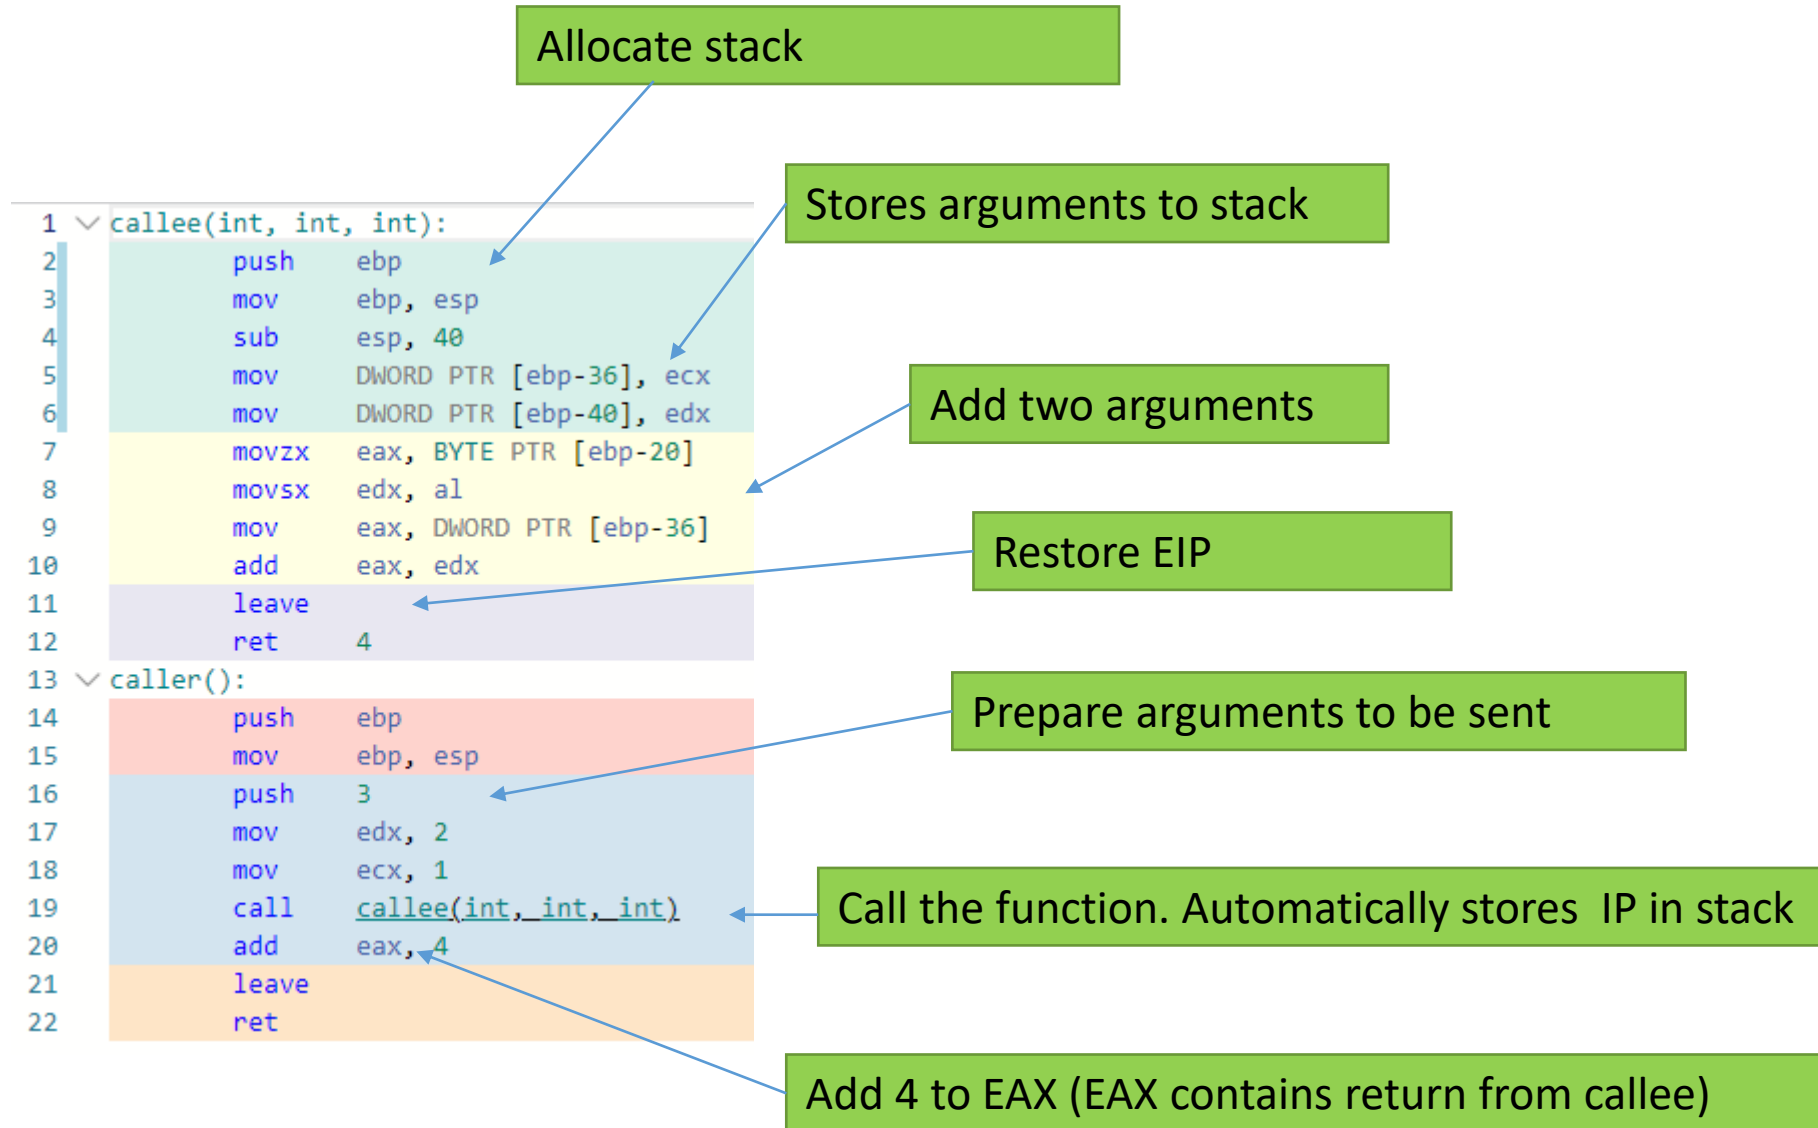 Allocate stack
Stores arguments to stack
1 callee(int, int, int):
2 push ebp
3 mov ebp, esp
4 sub esp, 40
5 mov DWORD PTR [ebp-36], ecx
6 mov DWORD PTR [ebp-40], edx
Add two arguments
7 movzx eax, BYTE PTR [ebp-20]
8 movsx edx, al
9 mov eax, DWORD PTR [ebp-36]
10 add eax, edx
Restore EIP
11 leave
12 ret 4
13 caller():
14 push ebp
15 mov ebp, esp
Prepare arguments to be sent
16 push 3
17 mov edx, 2
18 mov ecx, 1
19 call callee(int, int, int)
Call the function. Automatically stores IP in stack
20 add eax, 4
21 leave
22 ret
Add 4 to EAX (EAX contains return from callee)